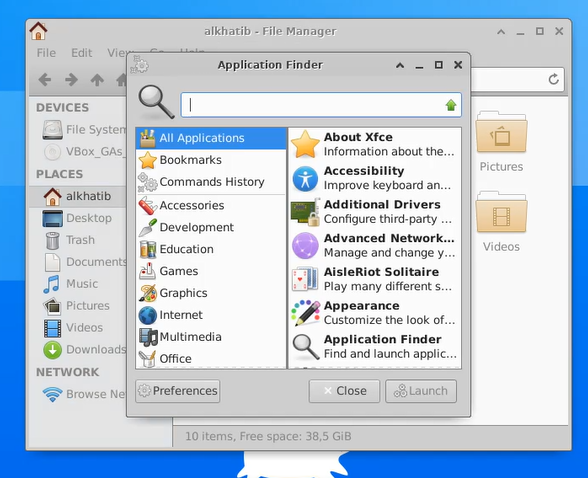 alkhatib - File Manager
File Edit View Go Help
Application Finder
DEVICES
File System
VBox_GAs_
PLACES
alkhatib
Desktop
Trash
Documents
Music
Pictures
Videos
Downloads
NETWORK
Browse Ne
All Applications
Bookmarks
Commands History
Accessories
Development
Education
Games
Graphics
Internet
Multimedia
Office
About Xfce
Information about the...
Accessibility
Improve keyboard an...
Additional Drivers
Configure third-party ...
Advanced Network...
Manage and change y...
AisleRiot Solitaire
Play many different s...
Appearance
Customize the look of...
Application Finder
Find and launch applic...
Preferences
Close
Launch
Pictures
Videos
10 items, Free space: 38,5 GiB